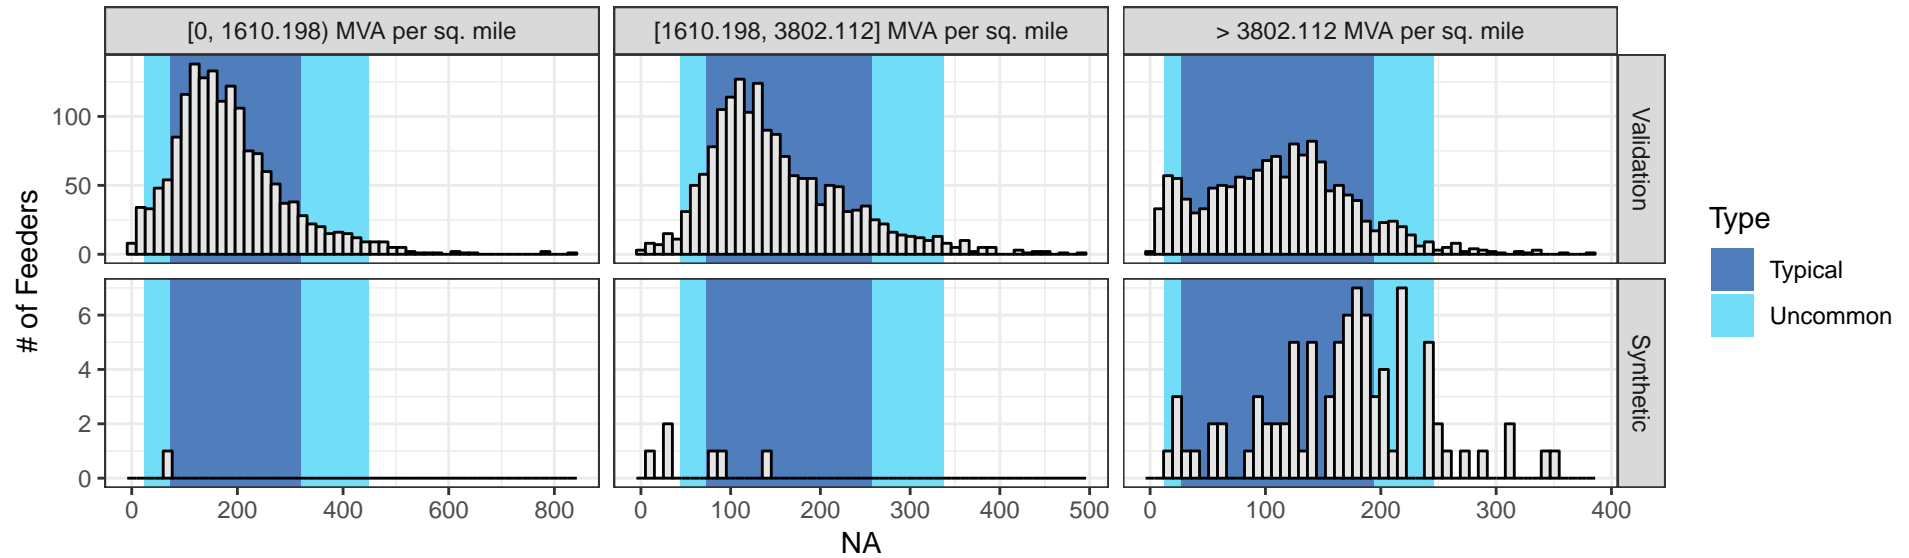 [0, 1610.198) MVA per sq. mile
[1610.198, 3802.112] MVA per sq. mile
> 3802.112 MVA per sq. mile
100
50
0
Validation
6
4
2
0
Synthetic
# of Feeders
0 200 400 600 800
0 100 200 300 400 500
0 100 200 300 400
NA
Type
Typical
Uncommon